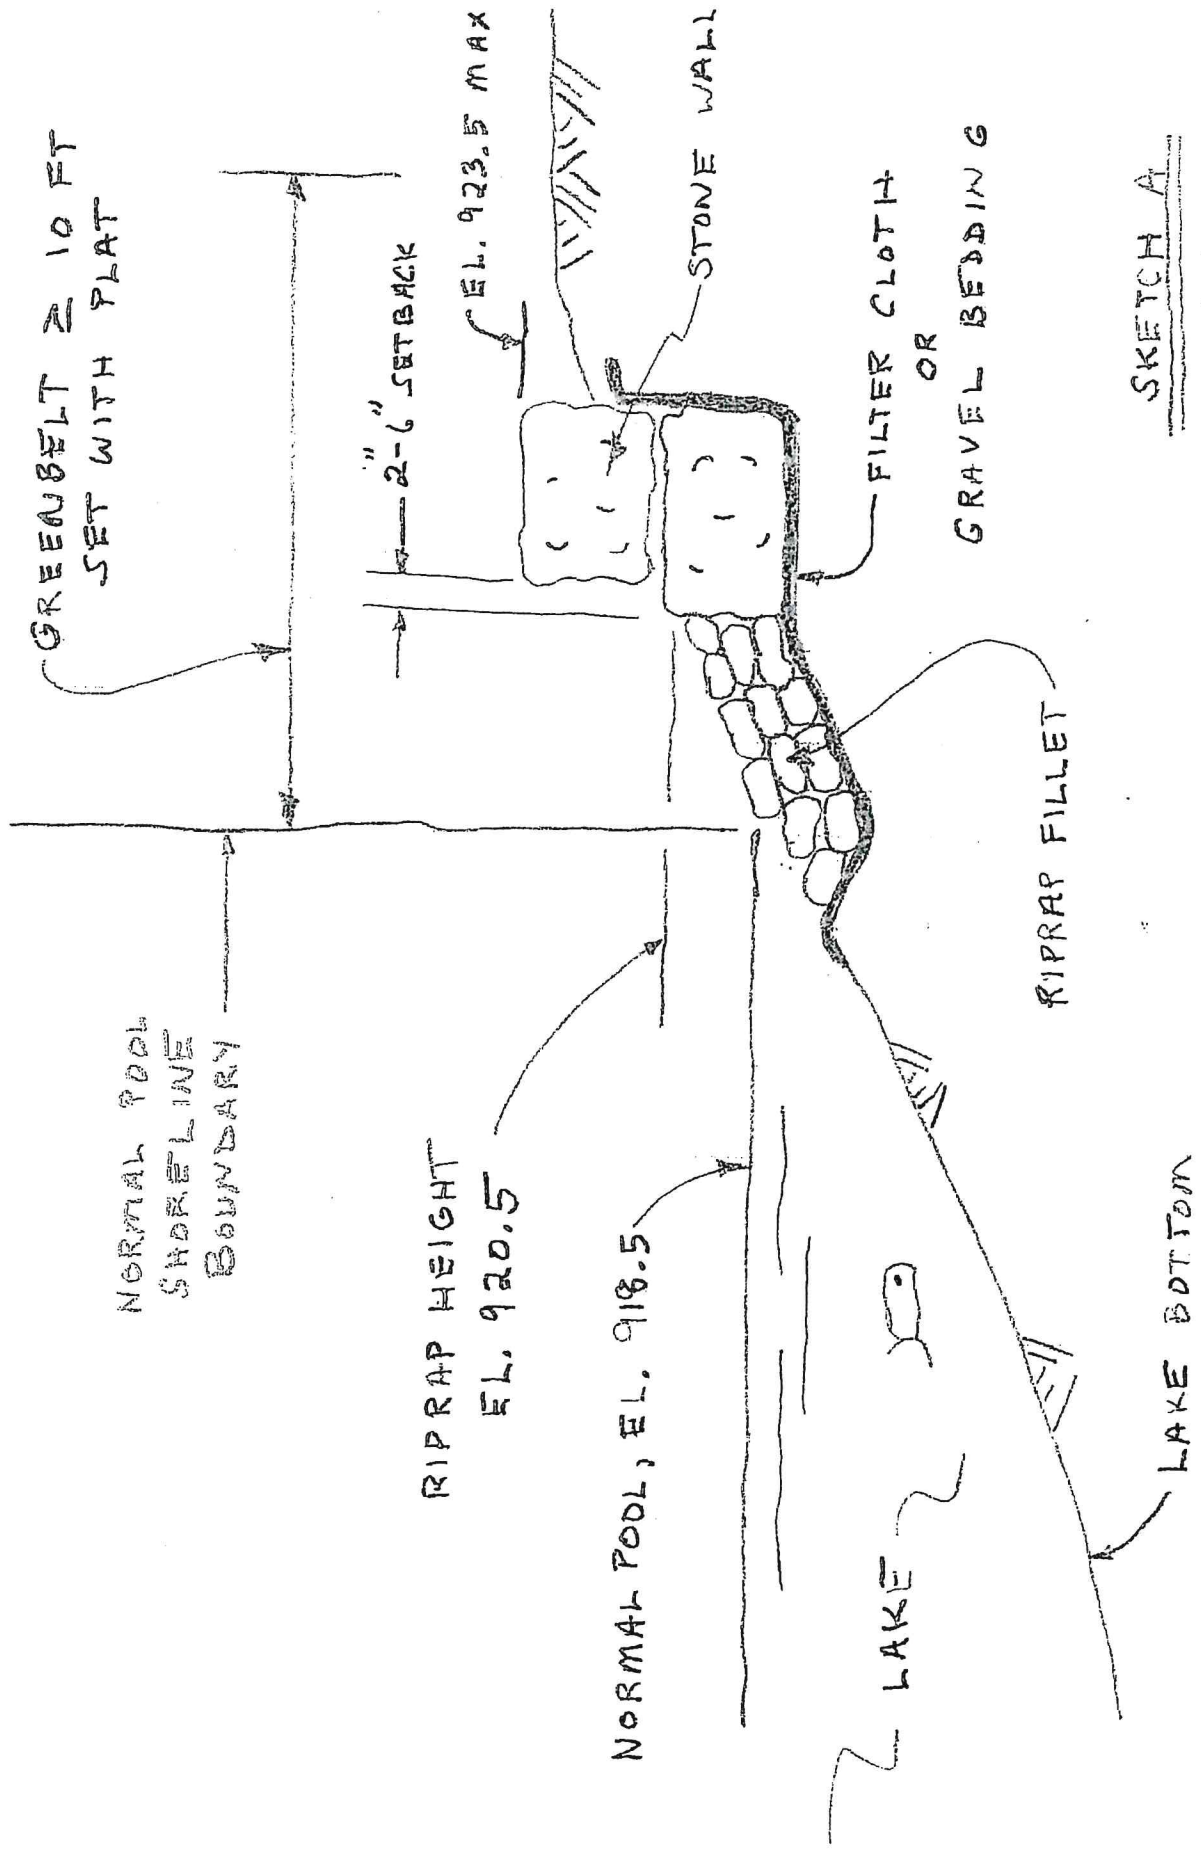 GREENBELT ≥ 10 FT
SET WITH PLAT
NORMAL POOL
SHORELINE
BOUNDARY
2"-6" SETBACK
EL. 923.5 MAX
RIPRAP HEIGHT
EL. 920.5
STONE WALL
NORMAL POOL, EL. 918.5
FILTER CLOTH
OR
GRAVEL BEDDING
LAKE
RIPRAP FILLET
LAKE BOTTOM
SKETCH A